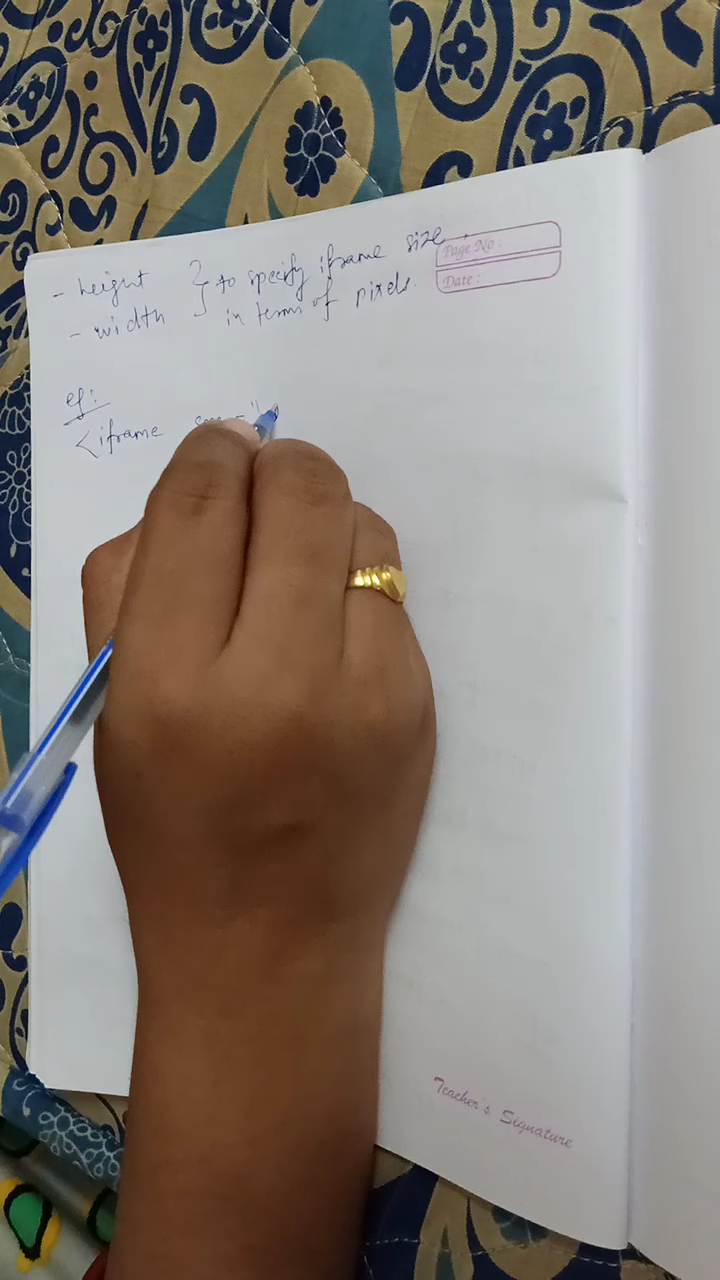 - height } to specify iframe size.
- width in terms of pixels.
Page No :
Date :
eg:
<iframe = "
Teacher's Signature